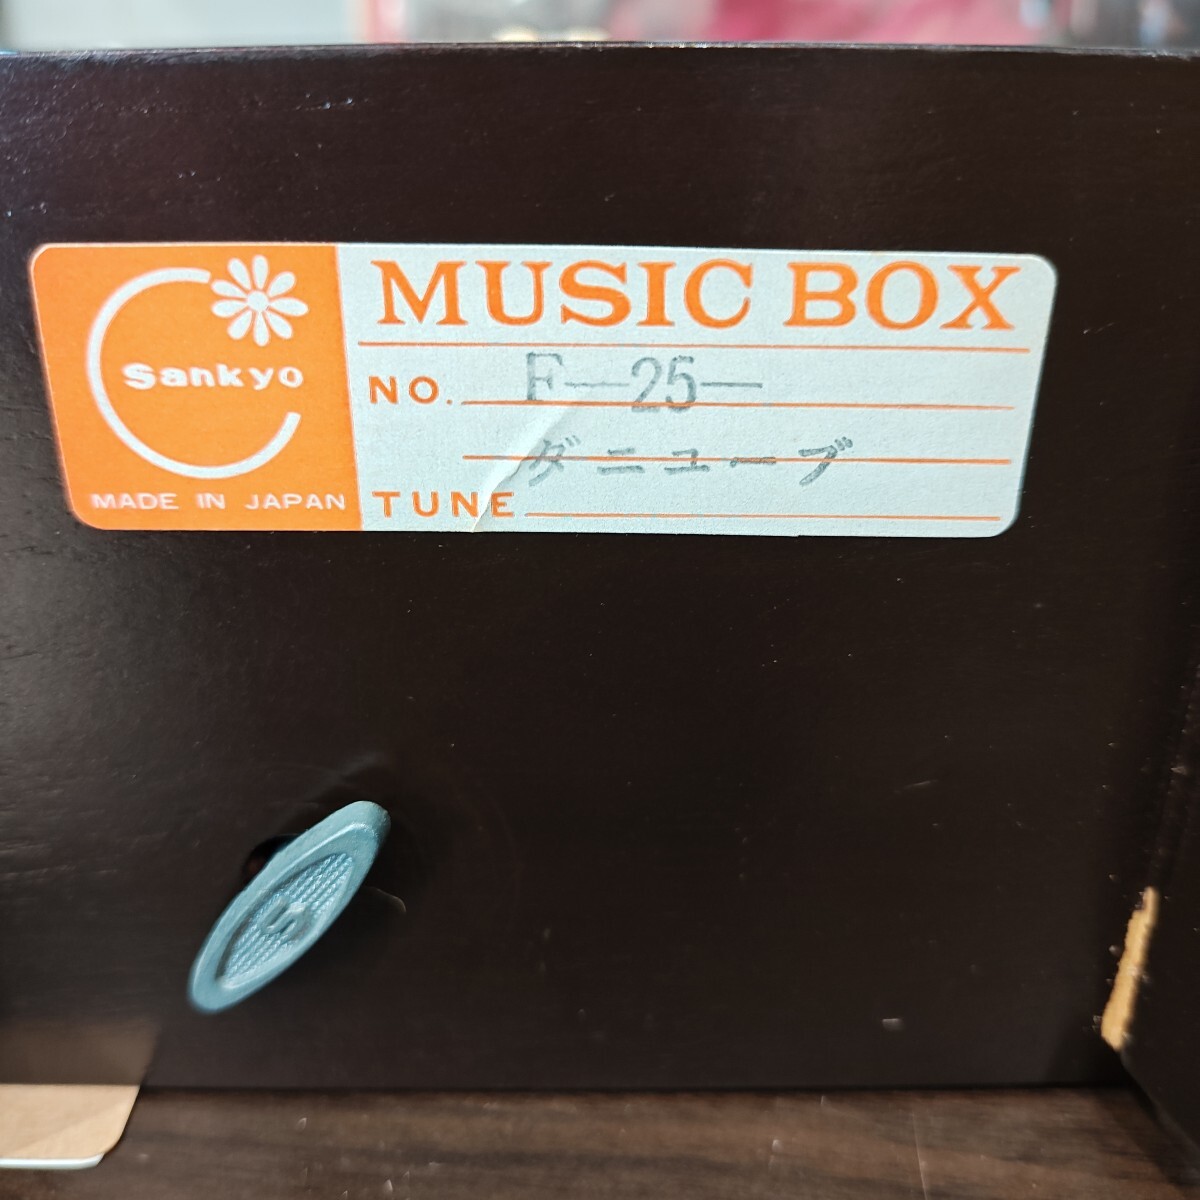 Sankyo
MADE IN JAPAN
MUSIC BOX
NO. F-25-
ダニューブ
TUNE